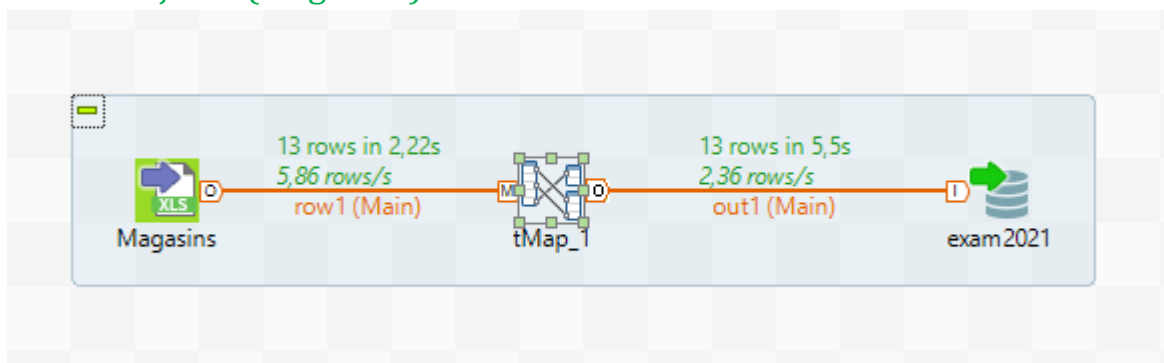 13 rows in 2,22s
5,86 rows/s
row1 (Main)
13 rows in 5,5s
2,36 rows/s
out1 (Main)
XLS
O
M
O
I
Magasins
tMap_1
exam2021